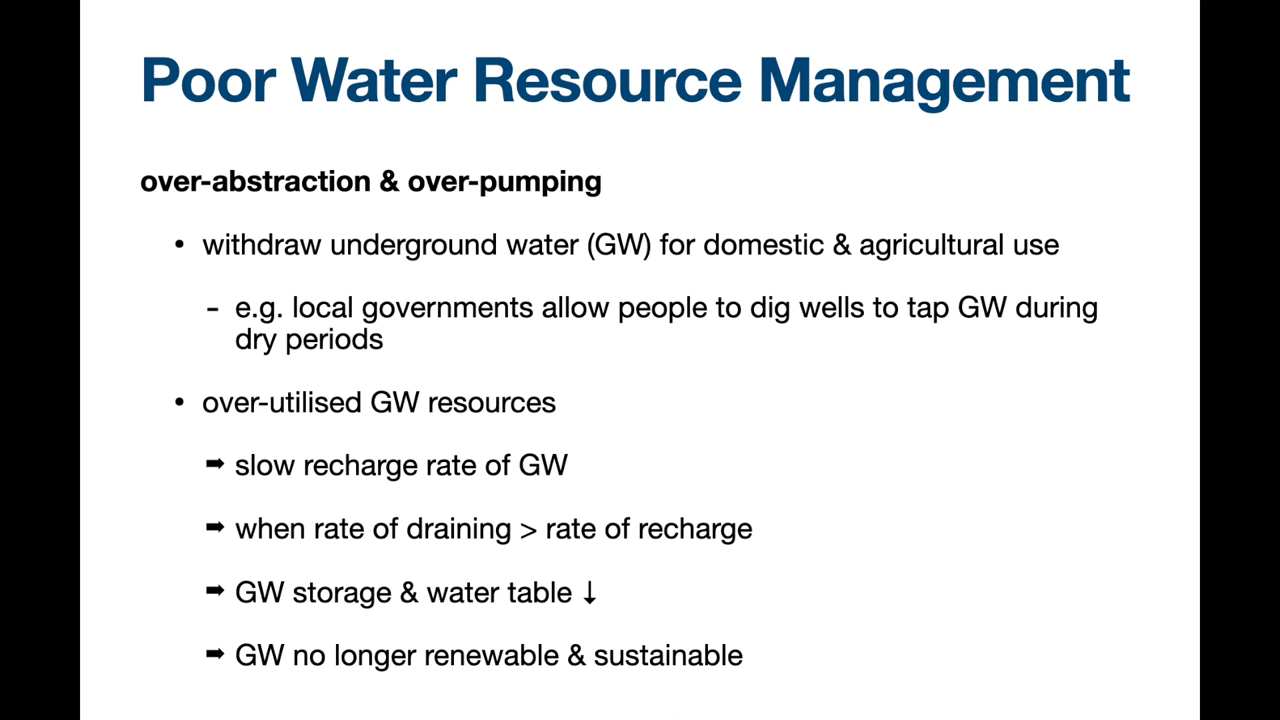 Poor Water Resource Management
over-abstraction & over-pumping
• withdraw underground water (GW) for domestic & agricultural use
– e.g. local governments allow people to dig wells to tap GW during
dry periods
• over-utilised GW resources
➡ slow recharge rate of GW
➡ when rate of draining > rate of recharge
➡ GW storage & water table ↓
➡ GW no longer renewable & sustainable